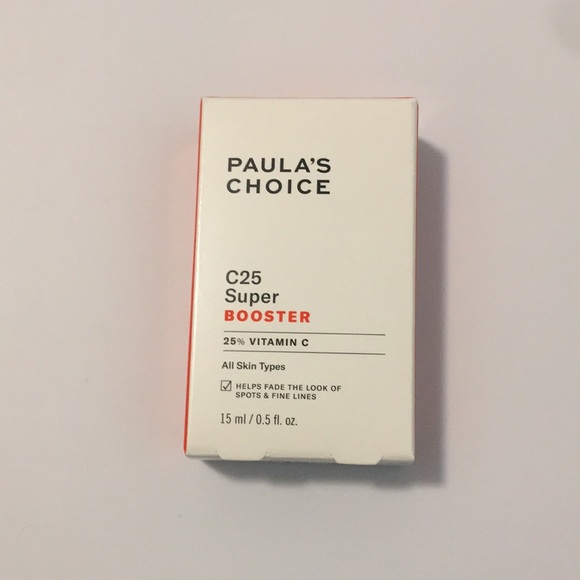 PAULA'S
CHOICE
C25
Super
BOOSTER
25% VITAMIN C
All Skin Types
HELPS FADE THE LOOK OF
SPOTS & FINE LINES
15 ml / 0.5 fl. oz.